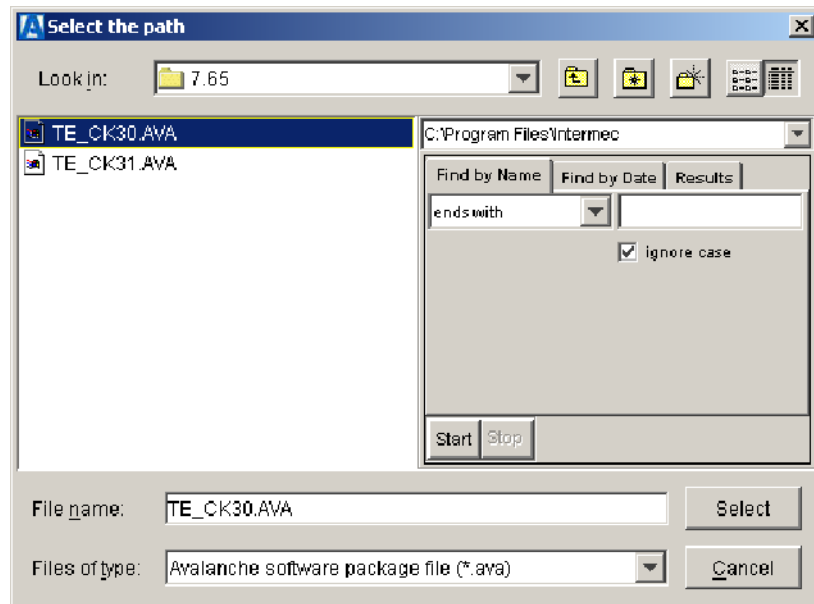 Select the path
Look in: 7.65
TE_CK30.AVA
TE_CK31.AVA
C:\Program Files\Intermec
Find by Name Find by Date Results
ends with
ignore case
Start Stop
File name: TE_CK30.AVA Select
Files of type: Avalanche software package file (*.ava) Cancel